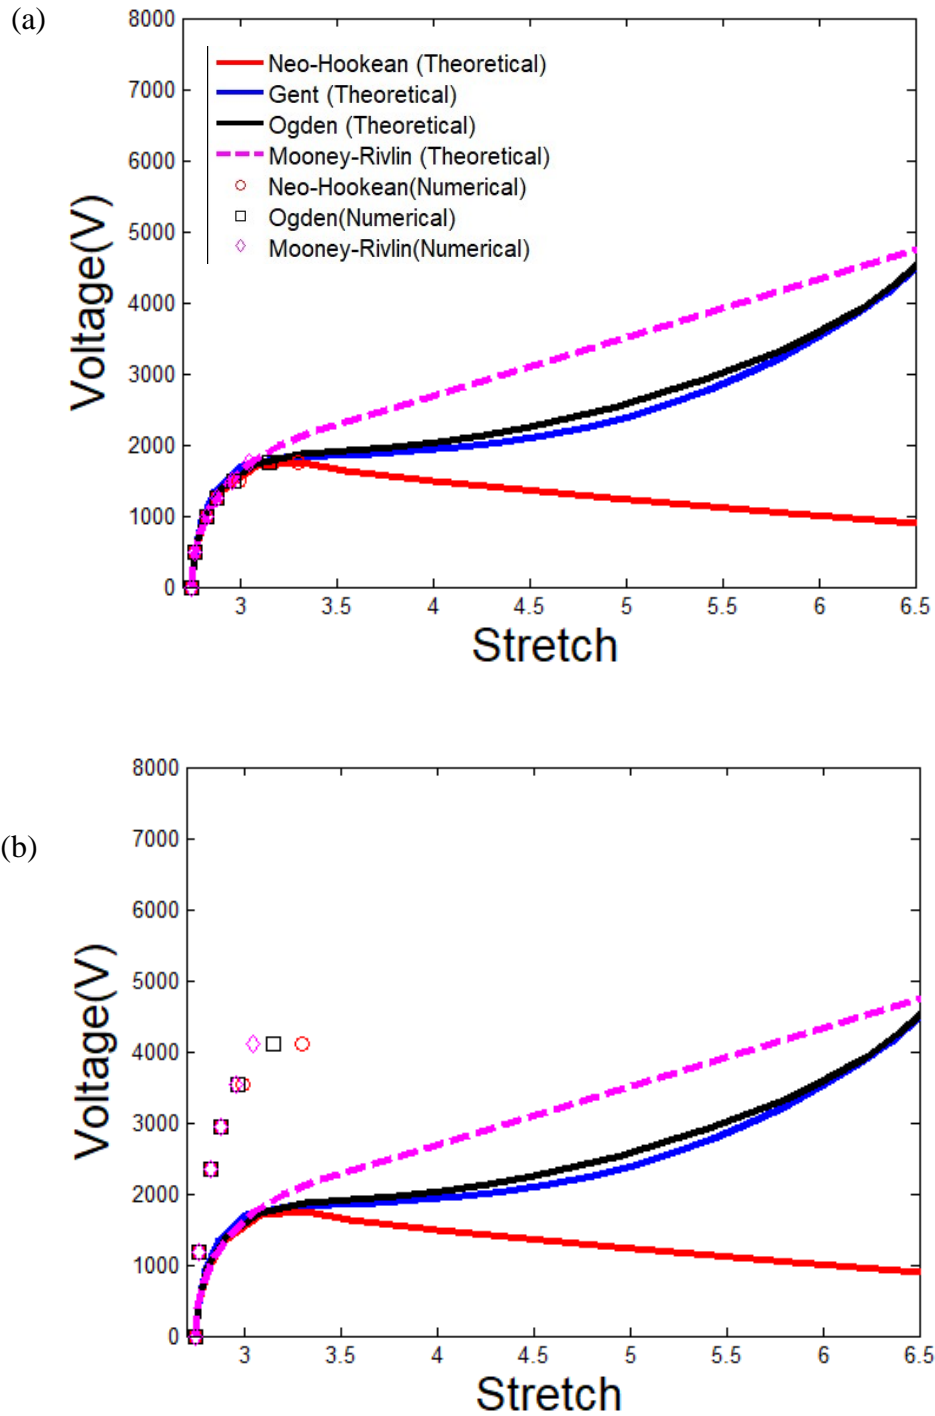 (a)
8000
7000
6000
5000
4000
3000
2000
1000
0
Voltage(V)
Neo-Hookean (Theoretical)
Gent (Theoretical)
Ogden (Theoretical)
Mooney-Rivlin (Theoretical)
Neo-Hookean(Numerical)
Ogden(Numerical)
Mooney-Rivlin(Numerical)
3 3.5 4 4.5 5 5.5 6 6.5
Stretch
(b)
8000
7000
6000
5000
4000
3000
2000
1000
0
Voltage(V)
3 3.5 4 4.5 5 5.5 6 6.5
Stretch